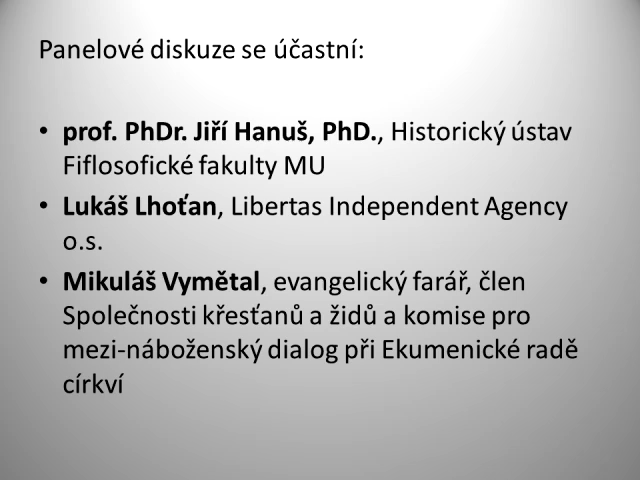 Panelové diskuze se účastní:
• prof. PhDr. Jiří Hanuš, PhD., Historický ústav
Fiflosofické fakulty MU
• Lukáš Lhoťan, Libertas Independent Agency
o.s.
• Mikuláš Vymětal, evangelický farář, člen
Společnosti křesťanů a židů a komise pro
mezi-náboženský dialog při Ekumenické radě
církví